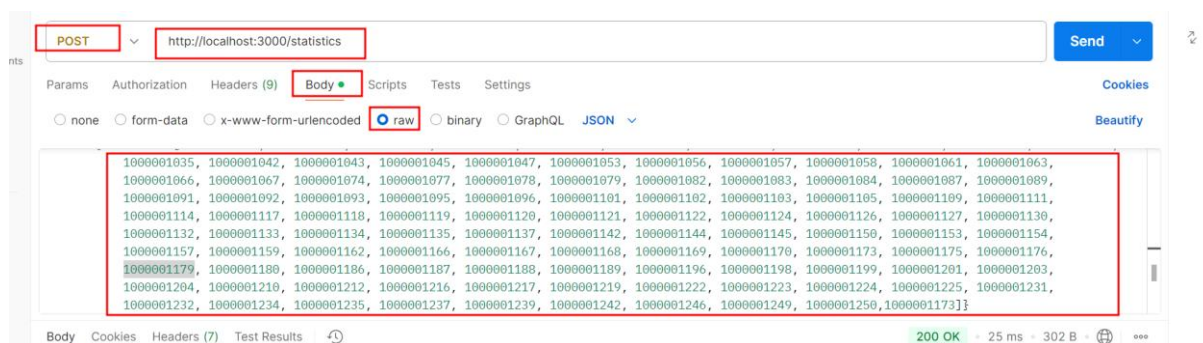 POST http://localhost:3000/statistics Send
nts
Params Authorization Headers (9) Body Scripts Tests Settings Cookies
none form-data x-www-form-urlencoded raw binary GraphQL JSON Beautify
1000001035, 1000001042, 1000001043, 1000001045, 1000001047, 1000001053, 1000001056, 1000001057, 1000001058, 1000001061, 1000001063,
1000001066, 1000001067, 1000001074, 1000001077, 1000001078, 1000001079, 1000001082, 1000001083, 1000001084, 1000001087, 1000001089,
1000001091, 1000001092, 1000001093, 1000001095, 1000001096, 1000001101, 1000001102, 1000001103, 1000001105, 1000001109, 1000001111,
1000001114, 1000001117, 1000001118, 1000001119, 1000001120, 1000001121, 1000001122, 1000001124, 1000001126, 1000001127, 1000001130,
1000001132, 1000001133, 1000001134, 1000001135, 1000001137, 1000001142, 1000001144, 1000001145, 1000001150, 1000001153, 1000001154,
1000001157, 1000001159, 1000001162, 1000001166, 1000001167, 1000001168, 1000001169, 1000001170, 1000001173, 1000001175, 1000001176,
1000001179, 1000001180, 1000001186, 1000001187, 1000001188, 1000001189, 1000001196, 1000001198, 1000001199, 1000001201, 1000001203,
1000001204, 1000001210, 1000001212, 1000001216, 1000001217, 1000001219, 1000001222, 1000001223, 1000001224, 1000001225, 1000001231,
1000001232, 1000001234, 1000001235, 1000001237, 1000001239, 1000001242, 1000001246, 1000001249, 1000001250,1000001173]}
Body Cookies Headers (7) Test Results 200 OK 25 ms 302 B